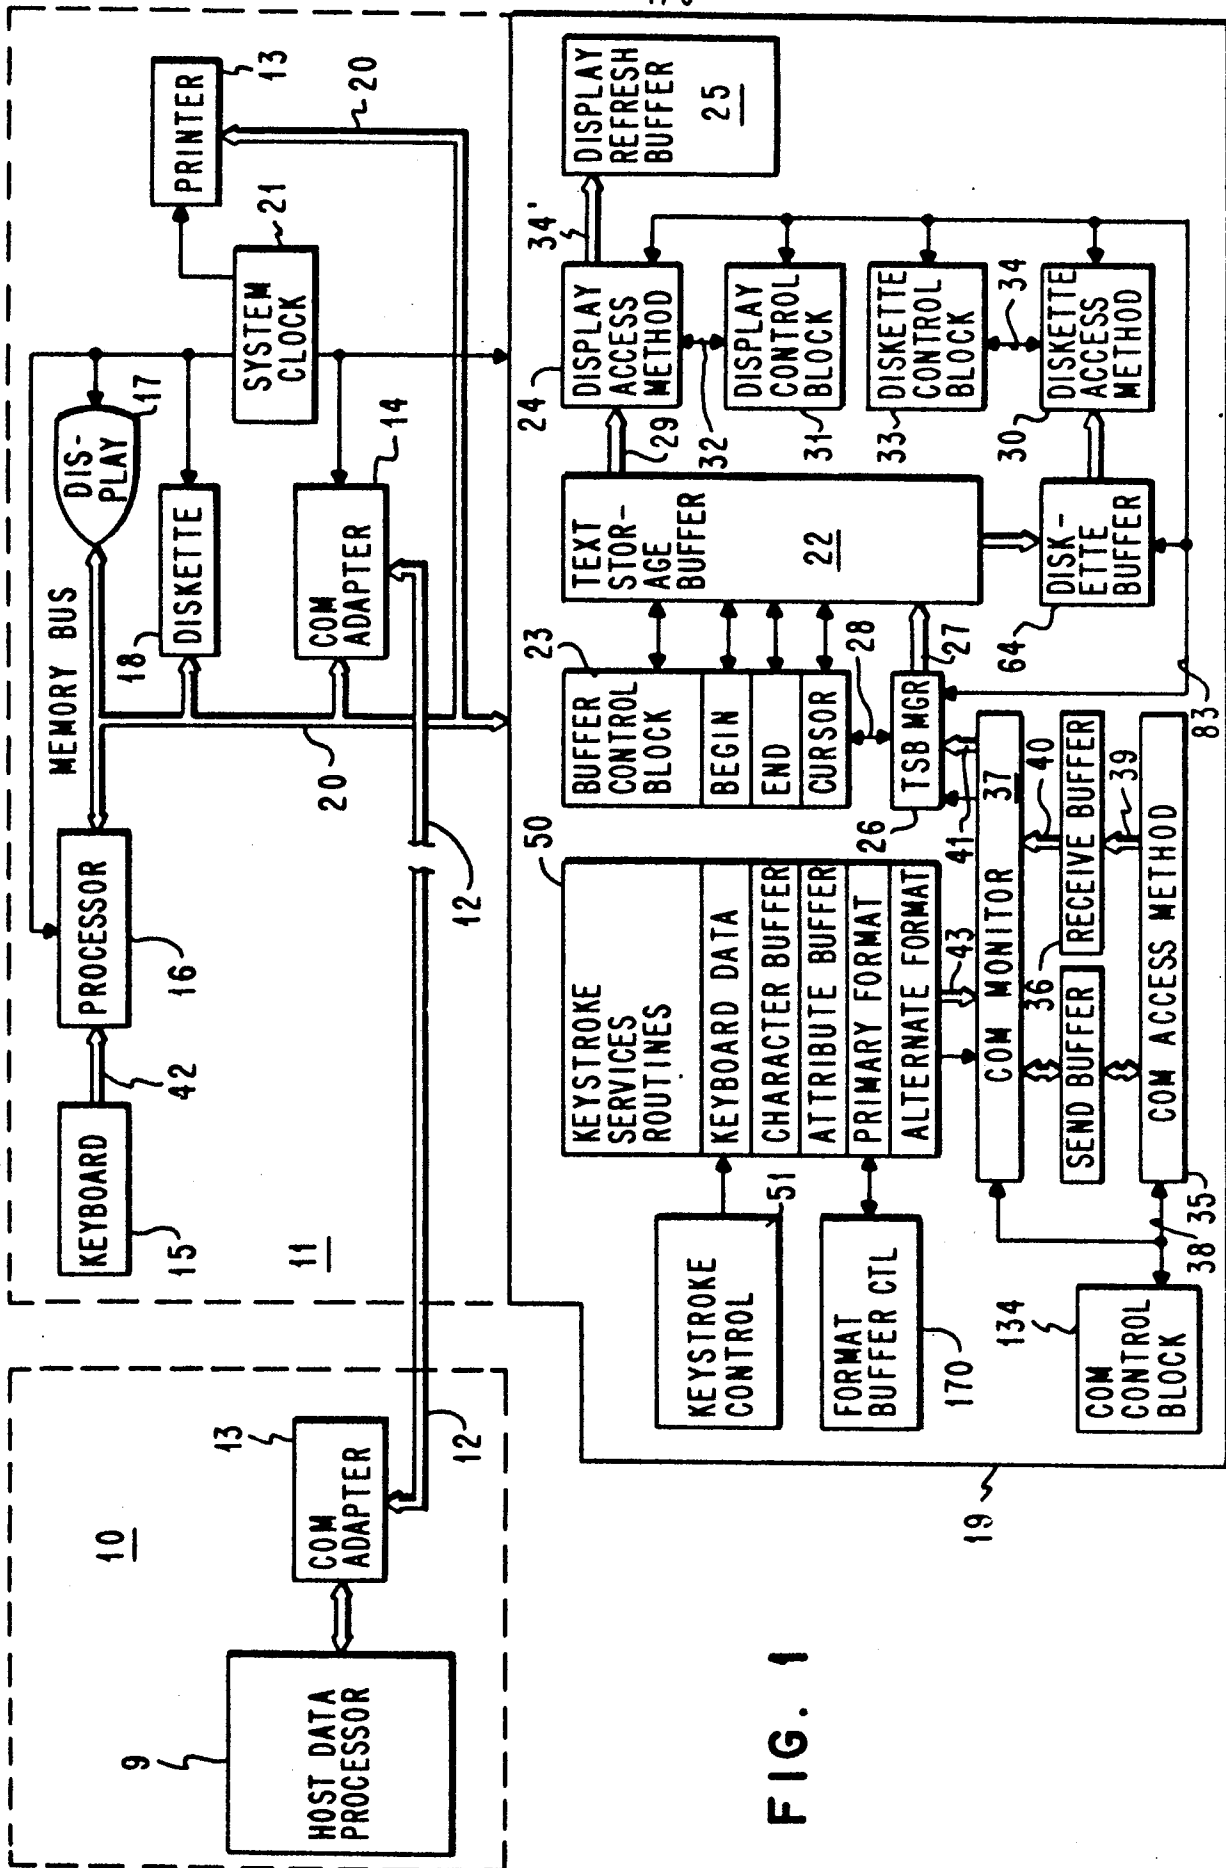 10
9
HOST DATA
PROCESSOR
13
COM
ADAPTER
12
11
KEYBOARD
15
42
PROCESSOR
16
MEMORY BUS
DIS-
PLAY
17
18
DISKETTE
COM
ADAPTER
14
SYSTEM
CLOCK
21
PRINTER
13
20
20
12
19
KEYSTROKE
CONTROL
51
FORMAT
BUFFER CTL
170
134
COM
CONTROL
BLOCK
50
KEYSTROKE
SERVICES
ROUTINES
KEYBOARD DATA
CHARACTER BUFFER
ATTRIBUTE BUFFER
PRIMARY FORMAT
ALTERNATE FORMAT
43
COM MONITOR
37
SEND BUFFER
36
RECEIVE BUFFER
40
39
COM ACCESS METHOD
35
38
23
BUFFER
CONTROL
BLOCK
BEGIN
END
CURSOR
28
TSB MGR
26
27
41
TEXT
STOR-
AGE
BUFFER
22
64
DISK-
ETTE
BUFFER
83
24
29
DISPLAY
ACCESS
METHOD
34'
DISPLAY
REFRESH
BUFFER
25
32
DISPLAY
CONTROL
BLOCK
31
DISKETTE
CONTROL
BLOCK
33
34
DISKETTE
ACCESS
METHOD
30
FIG. 1